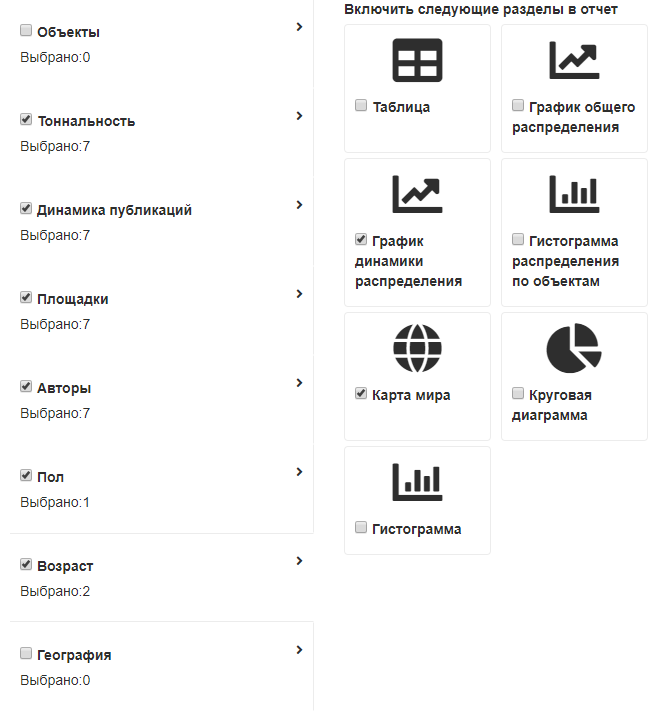 Объекты
Выбрано:0
Тоннальность
Выбрано:7
Динамика публикаций
Выбрано:7
Площадки
Выбрано:7
Авторы
Выбрано:7
Пол
Выбрано:1
Возраст
Выбрано:2
География
Выбрано:0
Включить следующие разделы в отчет
Таблица
График общего
распределения
График
динамики
распределения
Гистограмма
распределения
по объектам
Карта мира
Круговая
диаграмма
Гистограмма